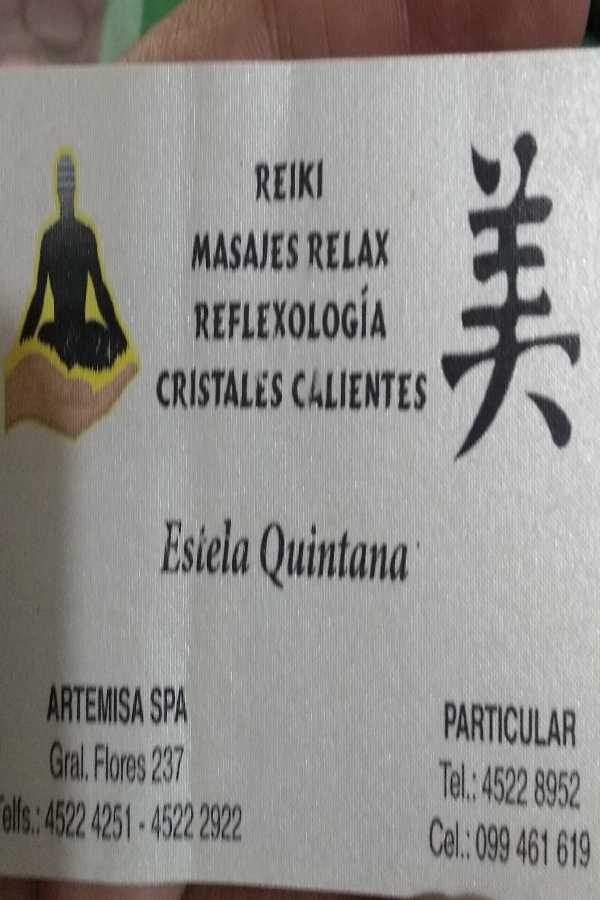 REIKI
MASAJES RELAX
REFLEXOLOGÍA
CRISTALES CALIENTES
美
Estela Quintana
ARTEMISA SPA
Gral. Flores 237
Telfs.: 4522 4251 - 4522 2922
PARTICULAR
Tel.: 4522 8952
Cel.: 099 461 619